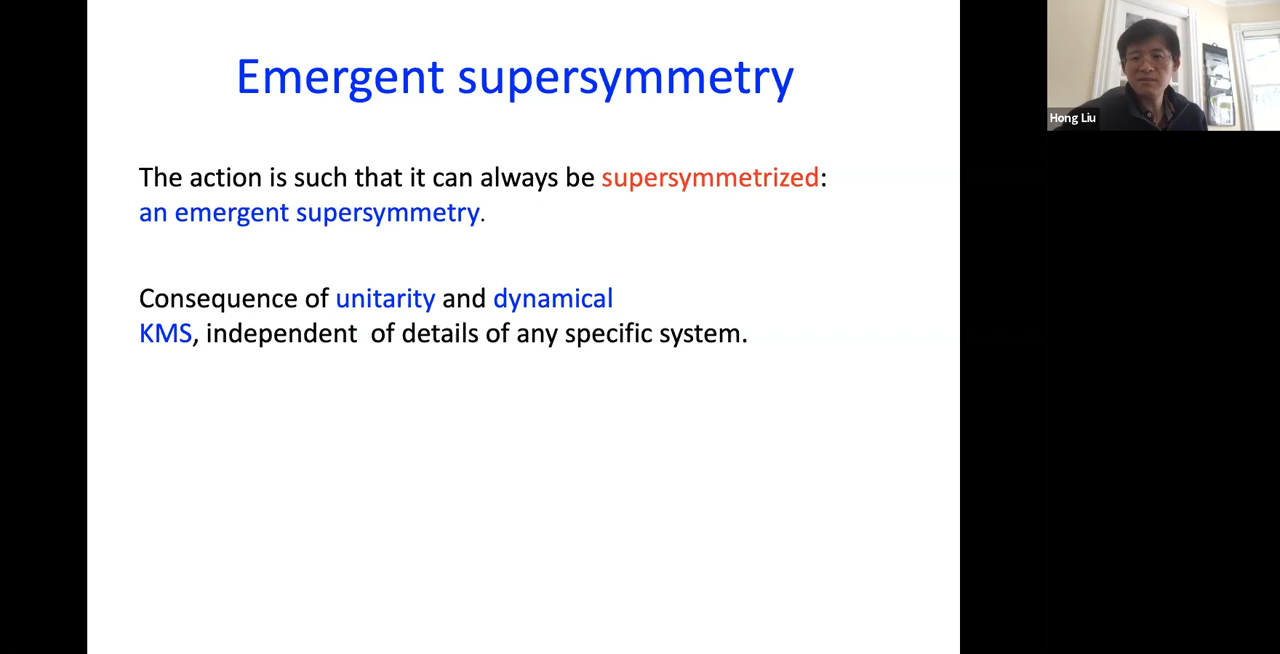 Emergent supersymmetry
The action is such that it can always be supersymmetrized:
an emergent supersymmetry.
Consequence of unitarity and dynamical
KMS, independent of details of any specific system.
Hong Liu